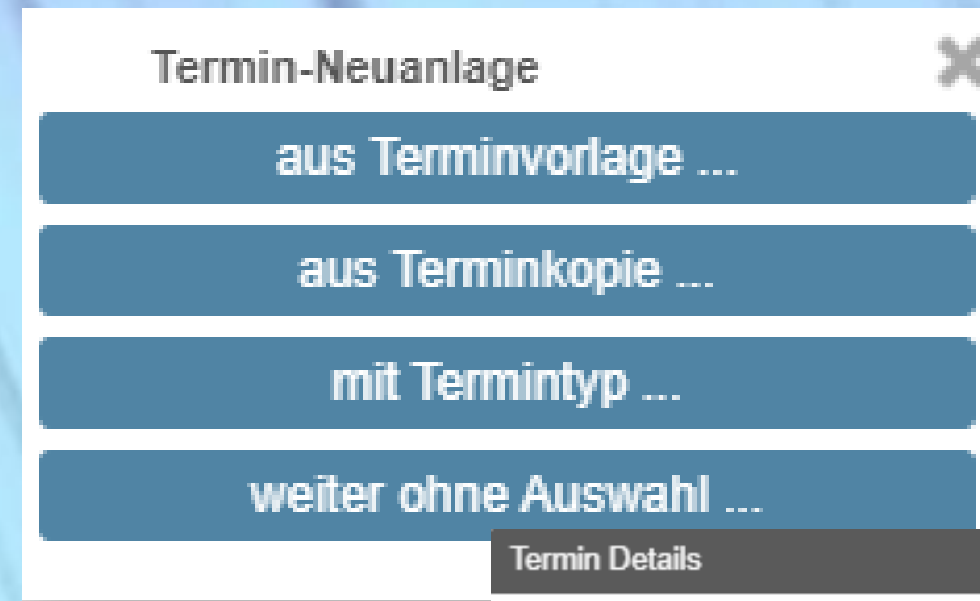 Termin-Neuanlage
aus Terminvorlage ...
aus Terminkopie ...
mit Termintyp ...
weiter ohne Auswahl ...
Termin Details